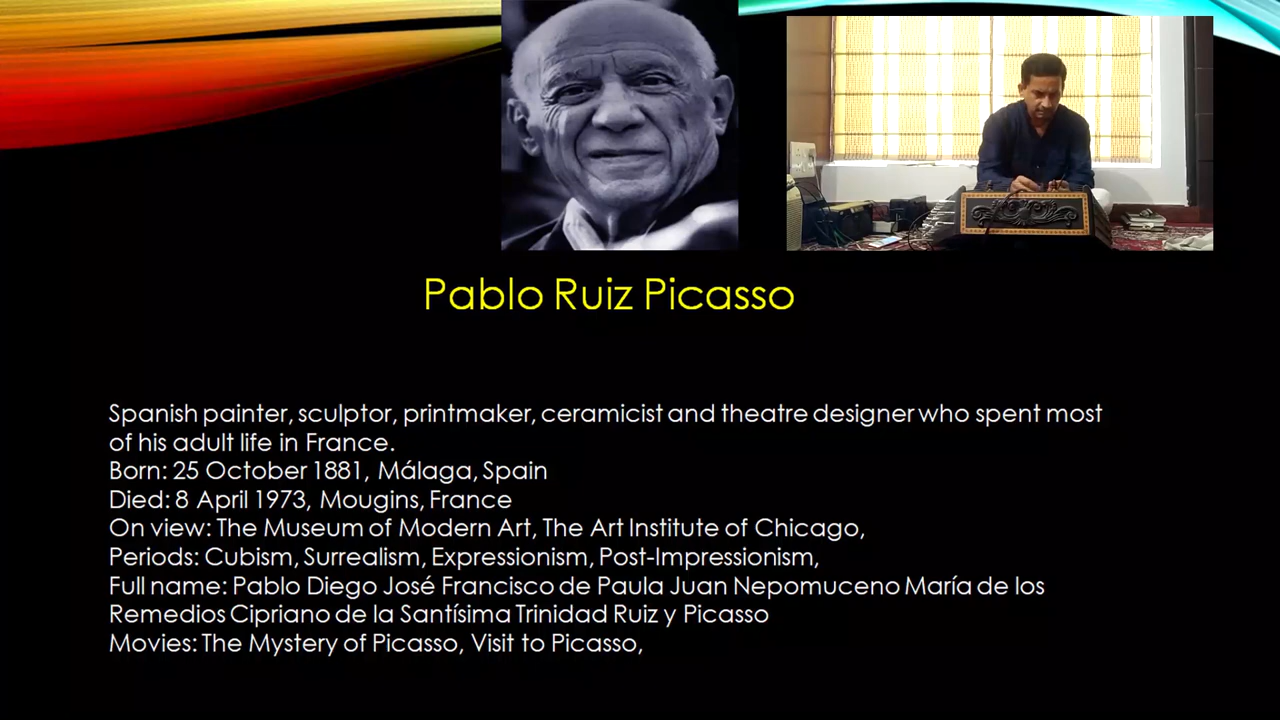 Pablo Ruiz Picasso
Spanish painter, sculptor, printmaker, ceramicist and theatre designer who spent most
of his adult life in France.
Born: 25 October 1881, Málaga, Spain
Died: 8 April 1973, Mougins, France
On view: The Museum of Modern Art, The Art Institute of Chicago,
Periods: Cubism, Surrealism, Expressionism, Post-Impressionism,
Full name: Pablo Diego José Francisco de Paula Juan Nepomuceno María de los
Remedios Cipriano de la Santísima Trinidad Ruiz y Picasso
Movies: The Mystery of Picasso, Visit to Picasso,